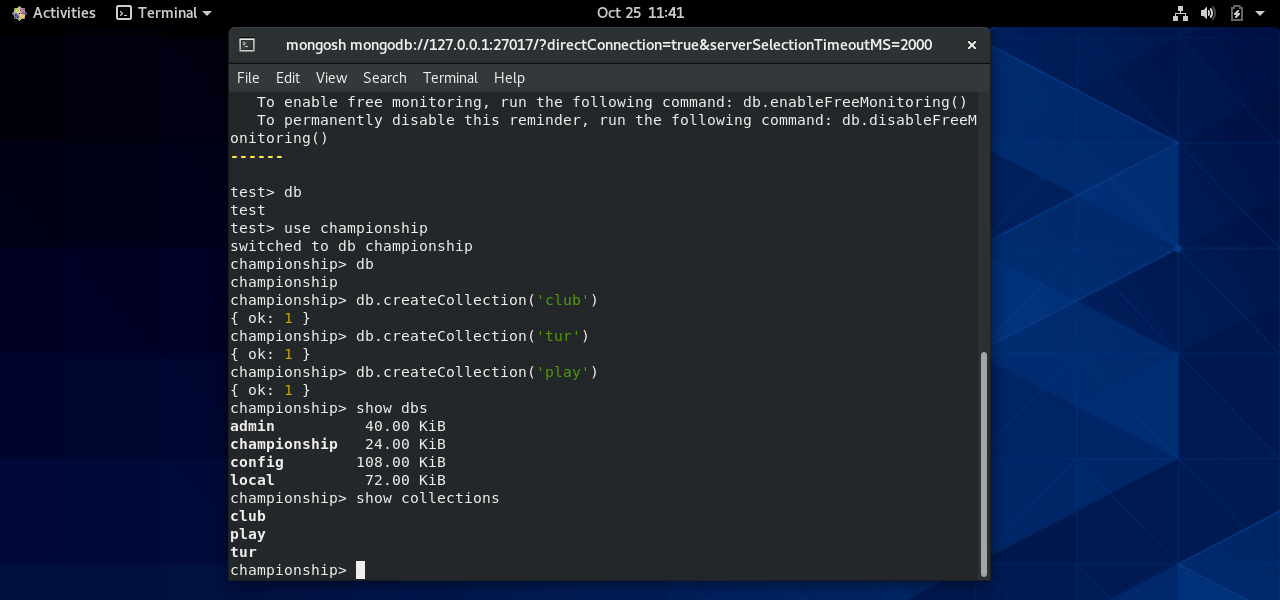 Activities Terminal Oct 25 11:41
mongosh mongodb://127.0.0.1:27017/?directConnection=true&serverSelectionTimeoutMS=2000 ×
File Edit View Search Terminal Help
   To enable free monitoring, run the following command: db.enableFreeMonitoring()
   To permanently disable this reminder, run the following command: db.disableFreeM
onitoring()
------
test> db
test
test> use championship
switched to db championship
championship> db
championship
championship> db.createCollection('club')
{ ok: 1 }
championship> db.createCollection('tur')
{ ok: 1 }
championship> db.createCollection('play')
{ ok: 1 }
championship> show dbs
admin          40.00 KiB
championship   24.00 KiB
config        108.00 KiB
local          72.00 KiB
championship> show collections
club
play
tur
championship>